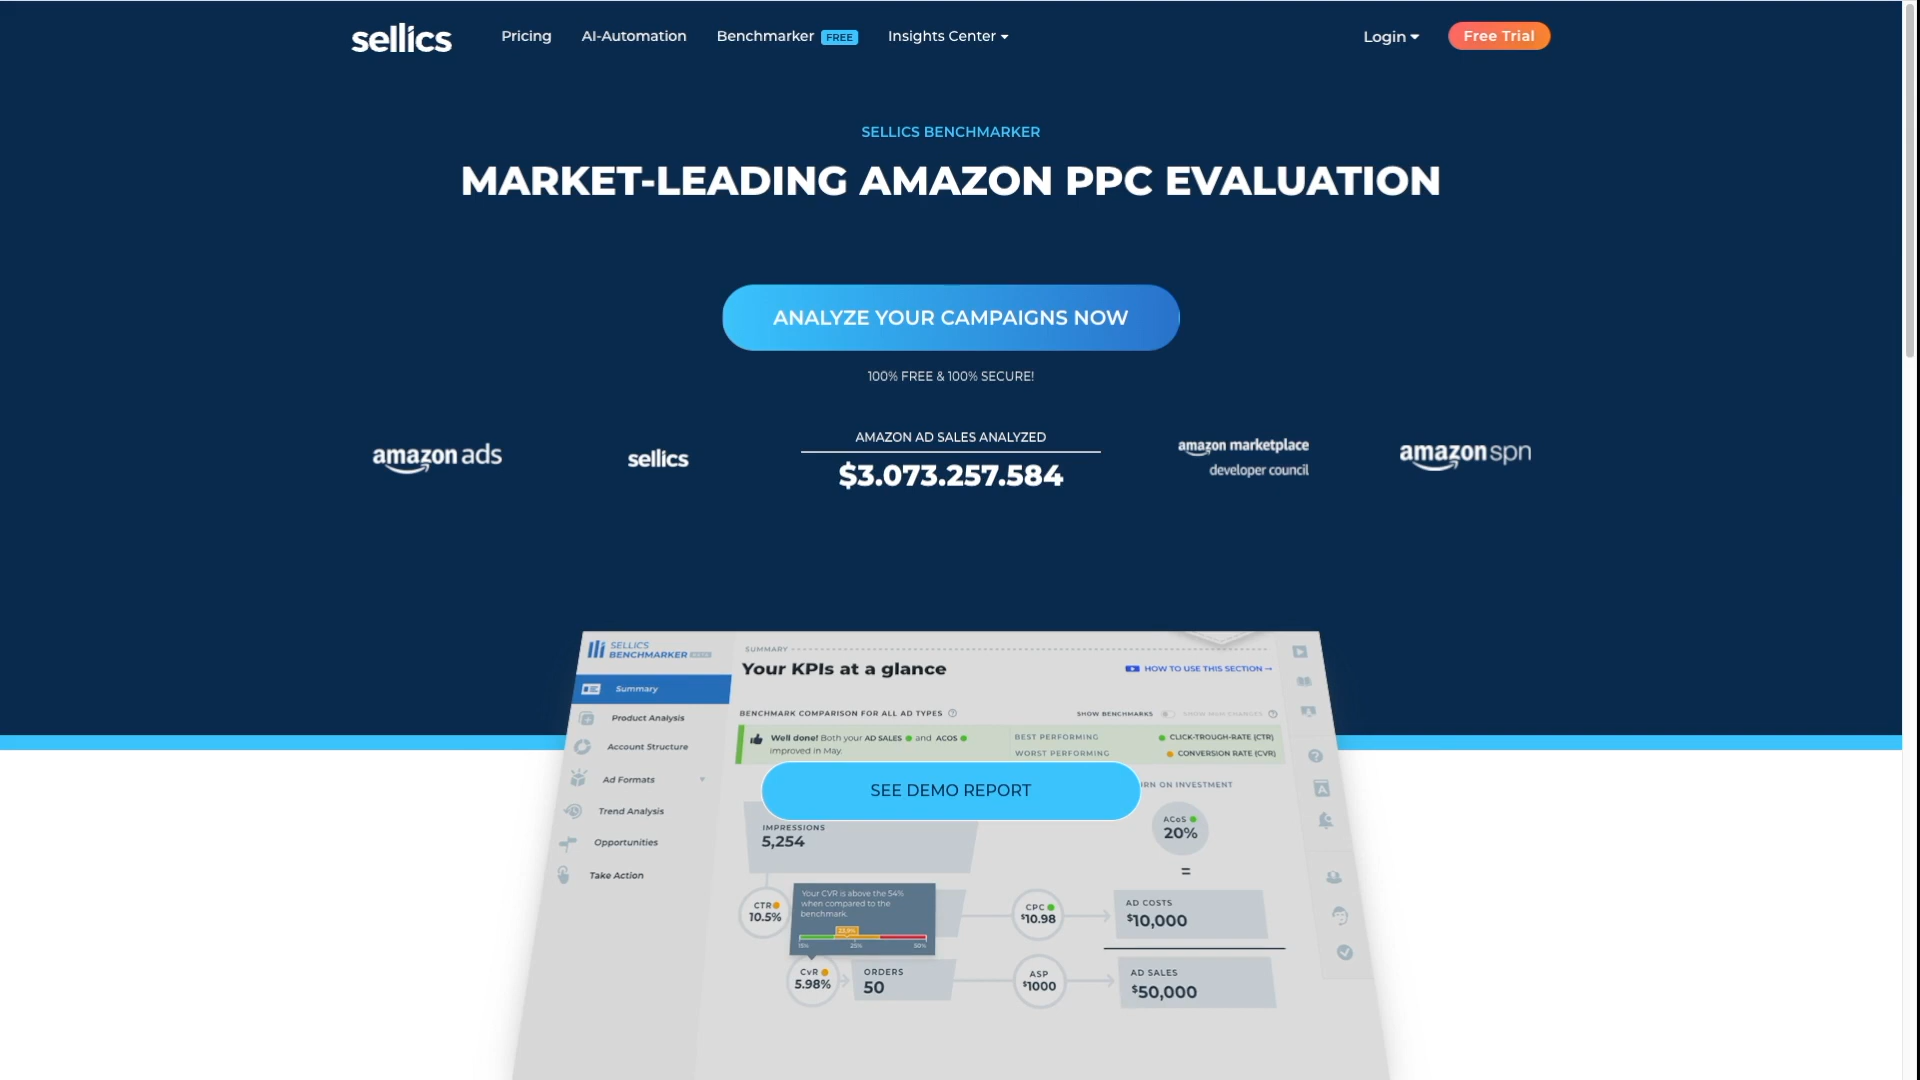 sellics
Pricing
AI-Automation
Benchmarker FREE
Insights Center
Login
Free Trial
SELLICS BENCHMARKER
MARKET-LEADING AMAZON PPC EVALUATION
ANALYZE YOUR CAMPAIGNS NOW
100% FREE & 100% SECURE!
amazon ads
sellics
AMAZON AD SALES ANALYZED
$3.073.257.584
amazon marketplace
developer council
amazon spn
SELLICS
BENCHMARKER BETA
Summary
Product Analysis
Account Structure
Ad Formats
Trend Analysis
Opportunities
Take Action
SUMMARY
Your KPIs at a glance
HOW TO USE THIS SECTION→
BENCHMARK COMPARISON FOR ALL AD TYPES
SHOW BENCHMARKS
Well done! Both your AD SALES and ACOS
improved in May.
BEST PERFORMING
CLICK-TROUGH-RATE (CTR)
WORST PERFORMING
CONVERSION RATE (CVR)
SEE DEMO REPORT
RN ON INVESTMENT
IMPRESSIONS
5,254
ACoS
20%
=
CTR
10.5%
Your CVR is above the 54%
when compared to the
benchmark.
15%
25%
50%
CPC
$10.98
AD COSTS
$10,000
CvR
5.98%
ORDERS
50
ASP
$1000
AD SALES
$50,000